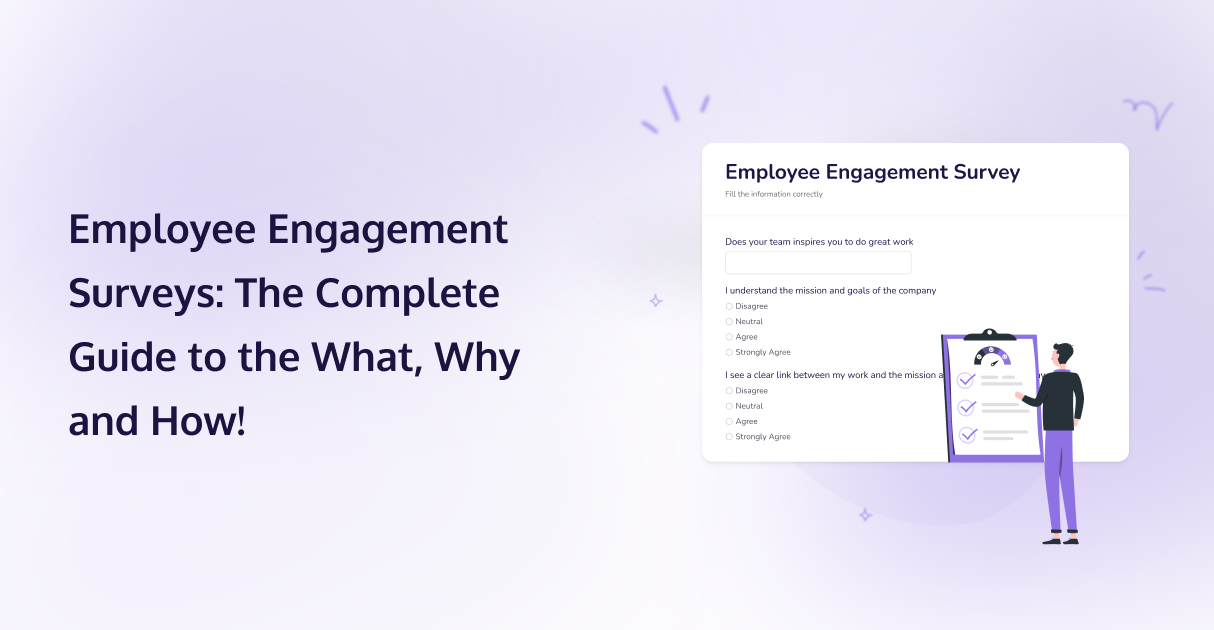 Employee Engagement
Surveys: The Complete
Guide to the What, Why
and How!
Employee Engagement Survey
Fill the information correctly
Does your team inspires you to do great work
I understand the mission and goals of the company
Disagree
Neutral
Agree
Strongly Agree
I see a clear link between my work and the mission
Disagree
Neutral
Agree
Strongly Agree